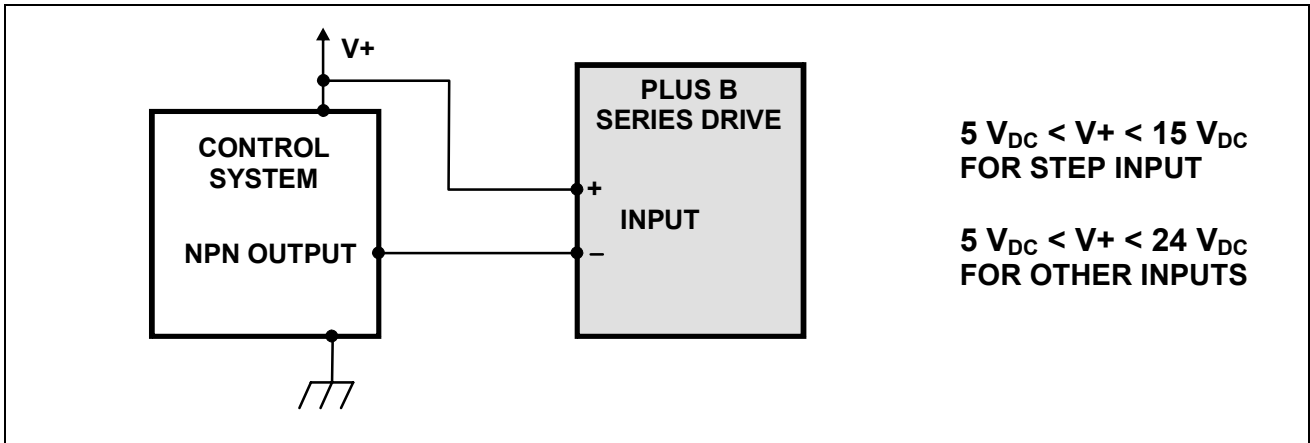 V+
CONTROL
SYSTEM
NPN OUTPUT
PLUS B
SERIES DRIVE
+
INPUT
–
5 VDC < V+ < 15 VDC
FOR STEP INPUT
5 VDC < V+ < 24 VDC
FOR OTHER INPUTS